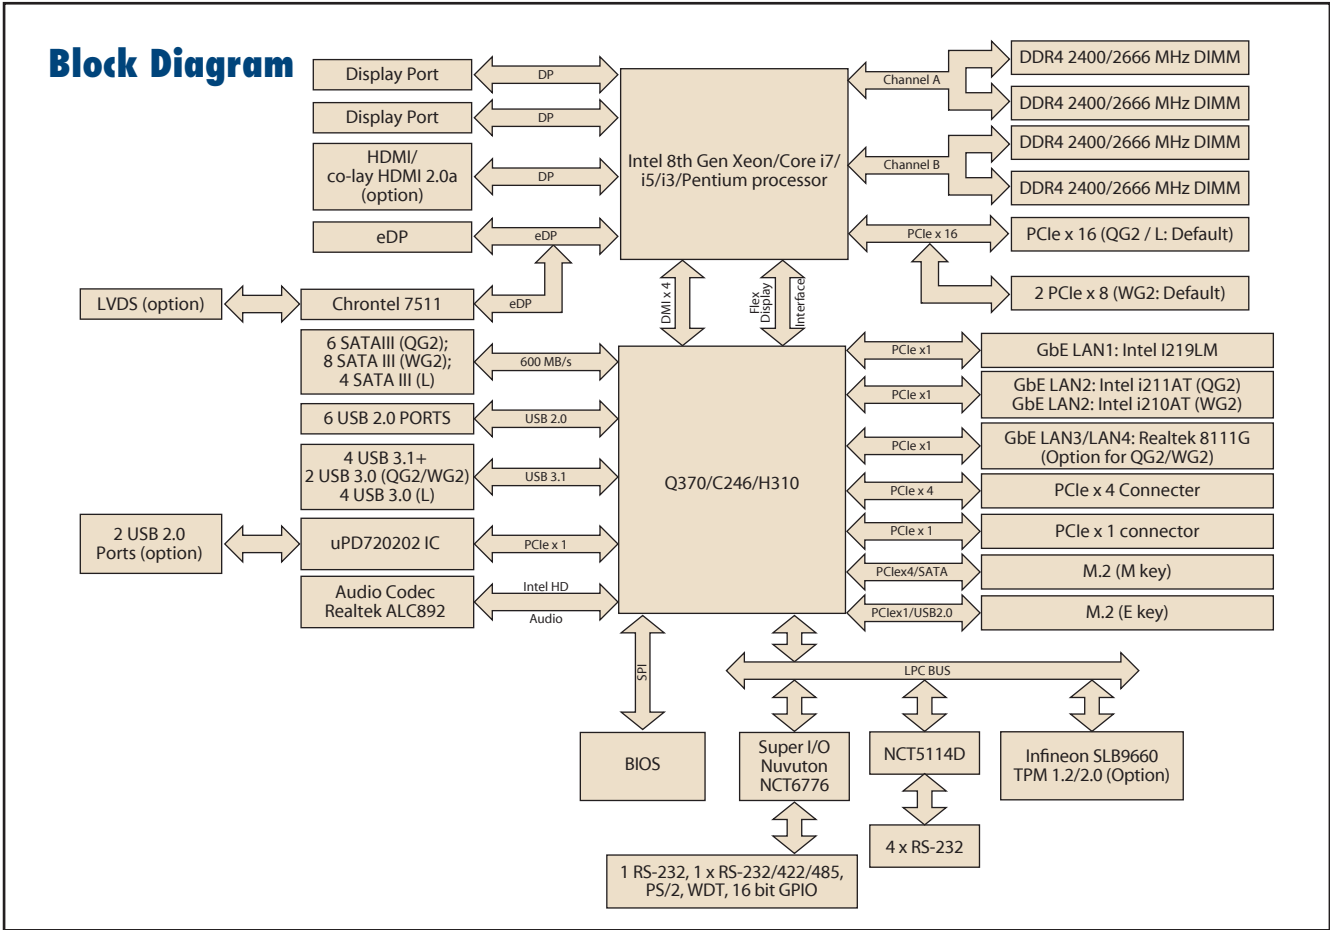 Block Diagram
Display Port
DP
Display Port
DP
HDMI/
co-lay HDMI 2.0a
(option)
DP
eDP
eDP
LVDS (option)
Chrontel 7511
eDP
Intel 8th Gen Xeon/Core i7/
i5/i3/Pentium processor
Channel A
DDR4 2400/2666 MHz DIMM
DDR4 2400/2666 MHz DIMM
Channel B
DDR4 2400/2666 MHz DIMM
DDR4 2400/2666 MHz DIMM
PCIe x 16
PCIe x 16 (QG2 / L: Default)
2 PCIe x 8 (WG2: Default)
DMI x 4
Flex
Display
Interface
6 SATAIII (QG2);
8 SATA III (WG2);
4 SATA III (L)
600 MB/s
6 USB 2.0 PORTS
USB 2.0
4 USB 3.1+
2 USB 3.0 (QG2/WG2)
4 USB 3.0 (L)
USB 3.1
2 USB 2.0
Ports (option)
uPD720202 IC
PCIe x 1
Audio Codec
Realtek ALC892
Intel HD
Audio
Q370/C246/H310
PCIe x1
GbE LAN1: Intel I219LM
PCIe x1
GbE LAN2: Intel i211AT (QG2)
GbE LAN2: Intel i210AT (WG2)
PCIe x1
GbE LAN3/LAN4: Realtek 8111G
(Option for QG2/WG2)
PCIe x 4
PCIe x 4 Connecter
PCIe x 1
PCIe x 1 connector
PCIex4/SATA
M.2 (M key)
PCIex1/USB2.0
M.2 (E key)
SPI
LPC BUS
BIOS
Super I/O
Nuvuton
NCT6776
NCT5114D
Infineon SLB9660
TPM 1.2/2.0 (Option)
4 x RS-232
1 RS-232, 1 x RS-232/422/485,
PS/2, WDT, 16 bit GPIO